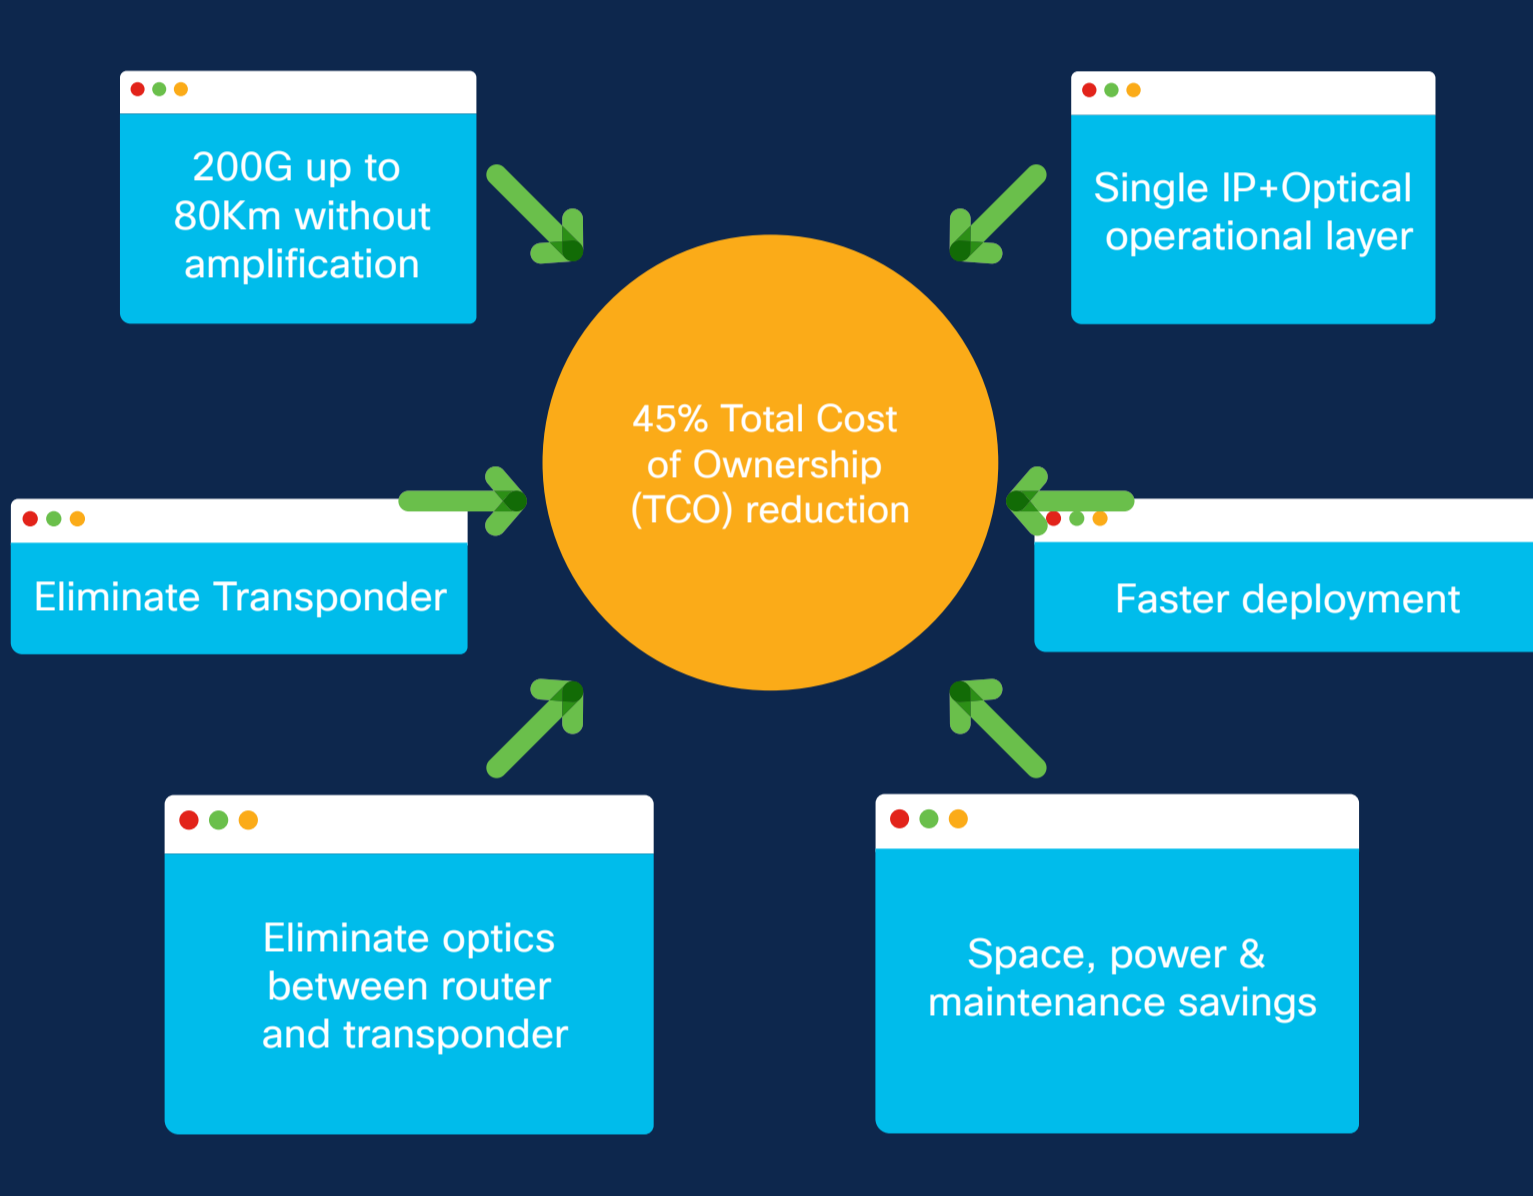 200G up to
80Km without
amplification
Single IP+Optical
operational layer
45% Total Cost
of Ownership
(TCO) reduction
Eliminate Transponder
Faster deployment
Eliminate optics
between router
and transponder
Space, power &
maintenance savings